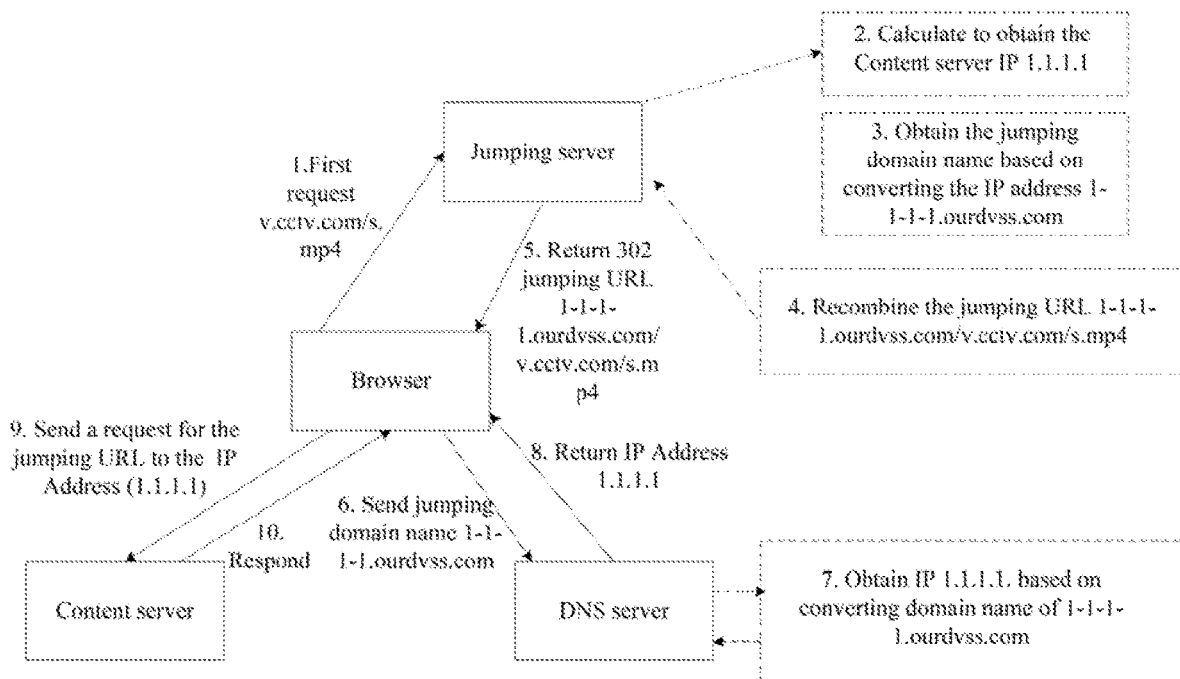 2. Calculate to obtain the
Content server IP 1.1.1.1
3. Obtain the jumping
domain name based on
converting the IP address 1-
1-1-1.ourdvss.com
Jumping server
1.First
request
v.cctv.com/s.
mp4
5. Return 302
jumping URL
1-1-1-
1.ourdvss.com/
v.cctv.com/s.m
p4
4. Recombine the jumping URL 1-1-1-
1.ourdvss.com/v.cctv.com/s.mp4
Browser
9. Send a request for the
jumping URL to the IP
Address (1.1.1.1)
8. Return IP Address
1.1.1.1
6. Send jumping
domain name 1-1-
1-1.ourdvss.com
10.
Respond
Content server
DNS server
7. Obtain IP 1.1.1.1. based on
converting domain name of 1-1-1-
1.ourdvss.com